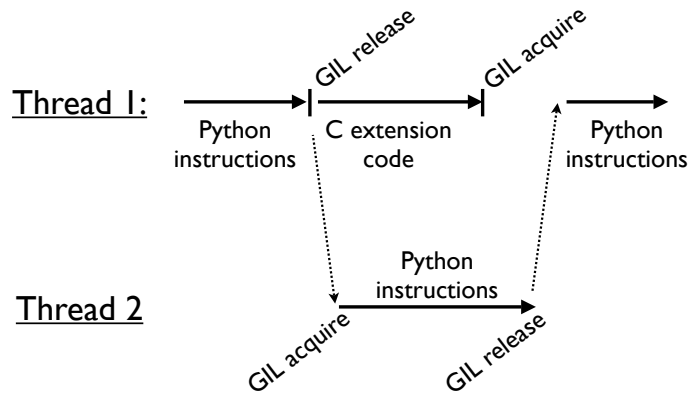 GIL release
GIL acquire
Thread 1:
Python
instructions
C extension
code
Python
instructions
Python
instructions
Thread 2
GIL acquire
GIL release